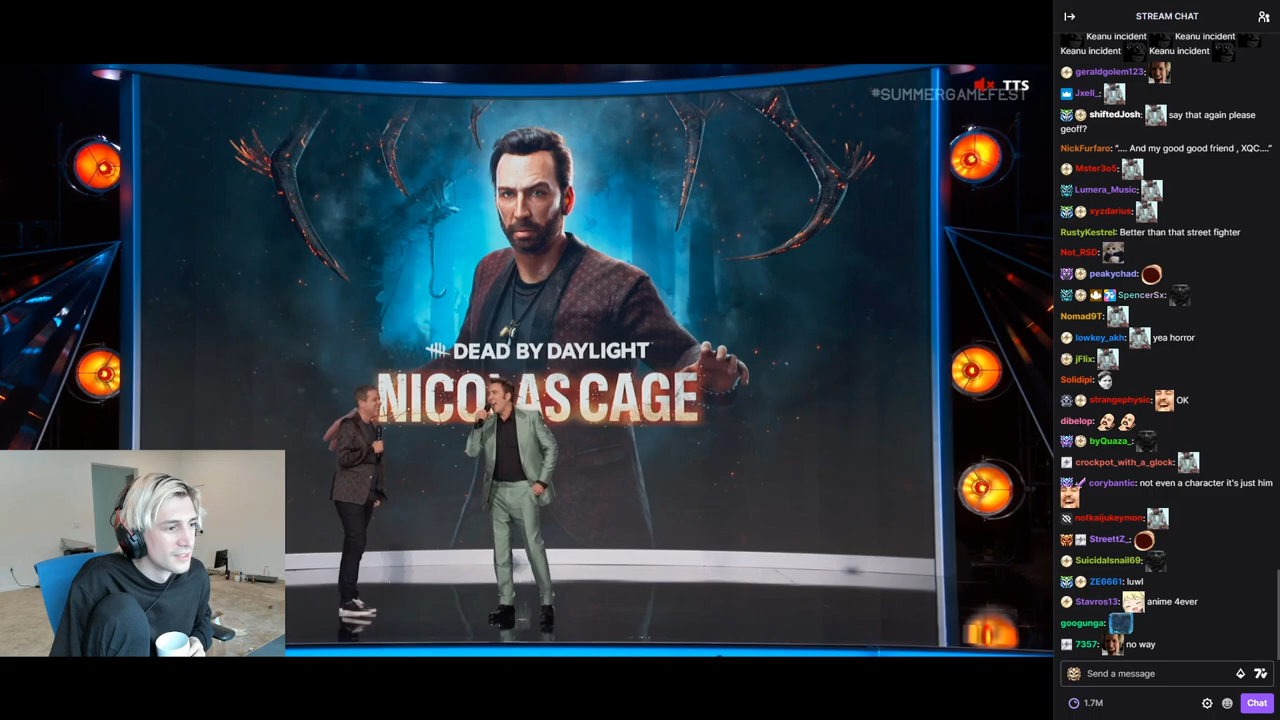 #SUMMERGAMEFEST
TTS
DEAD BY DAYLIGHT
NICOLAS CAGE
STREAM CHAT
Keanu incident Keanu incident
Keanu incident Keanu incident
geraldgolem123:
Jxell_:
shiftedJosh: say that again please
geoff?
NickFurfaro: “.... And my good good friend , XQC....”
Mster3o5:
Lumera_Music:
xyzdarius:
RustyKestrel: Better than that street fighter
Not_RSD:
peakychad:
SpencerSx:
Nomad9T:
lowkey_akh: yea horror
jFlix:
Solidipi:
strangephysic: OK
dibelop:
byQuaza_:
crockpot_with_a_glock:
corybantic: not even a character it's just him
notkaijukeymon:
StreettZ_:
Suicidalsnail69:
ZE6661: luwl
Stavros13: anime 4ever
googunga:
7357: no way
Send a message
1.7M
Chat